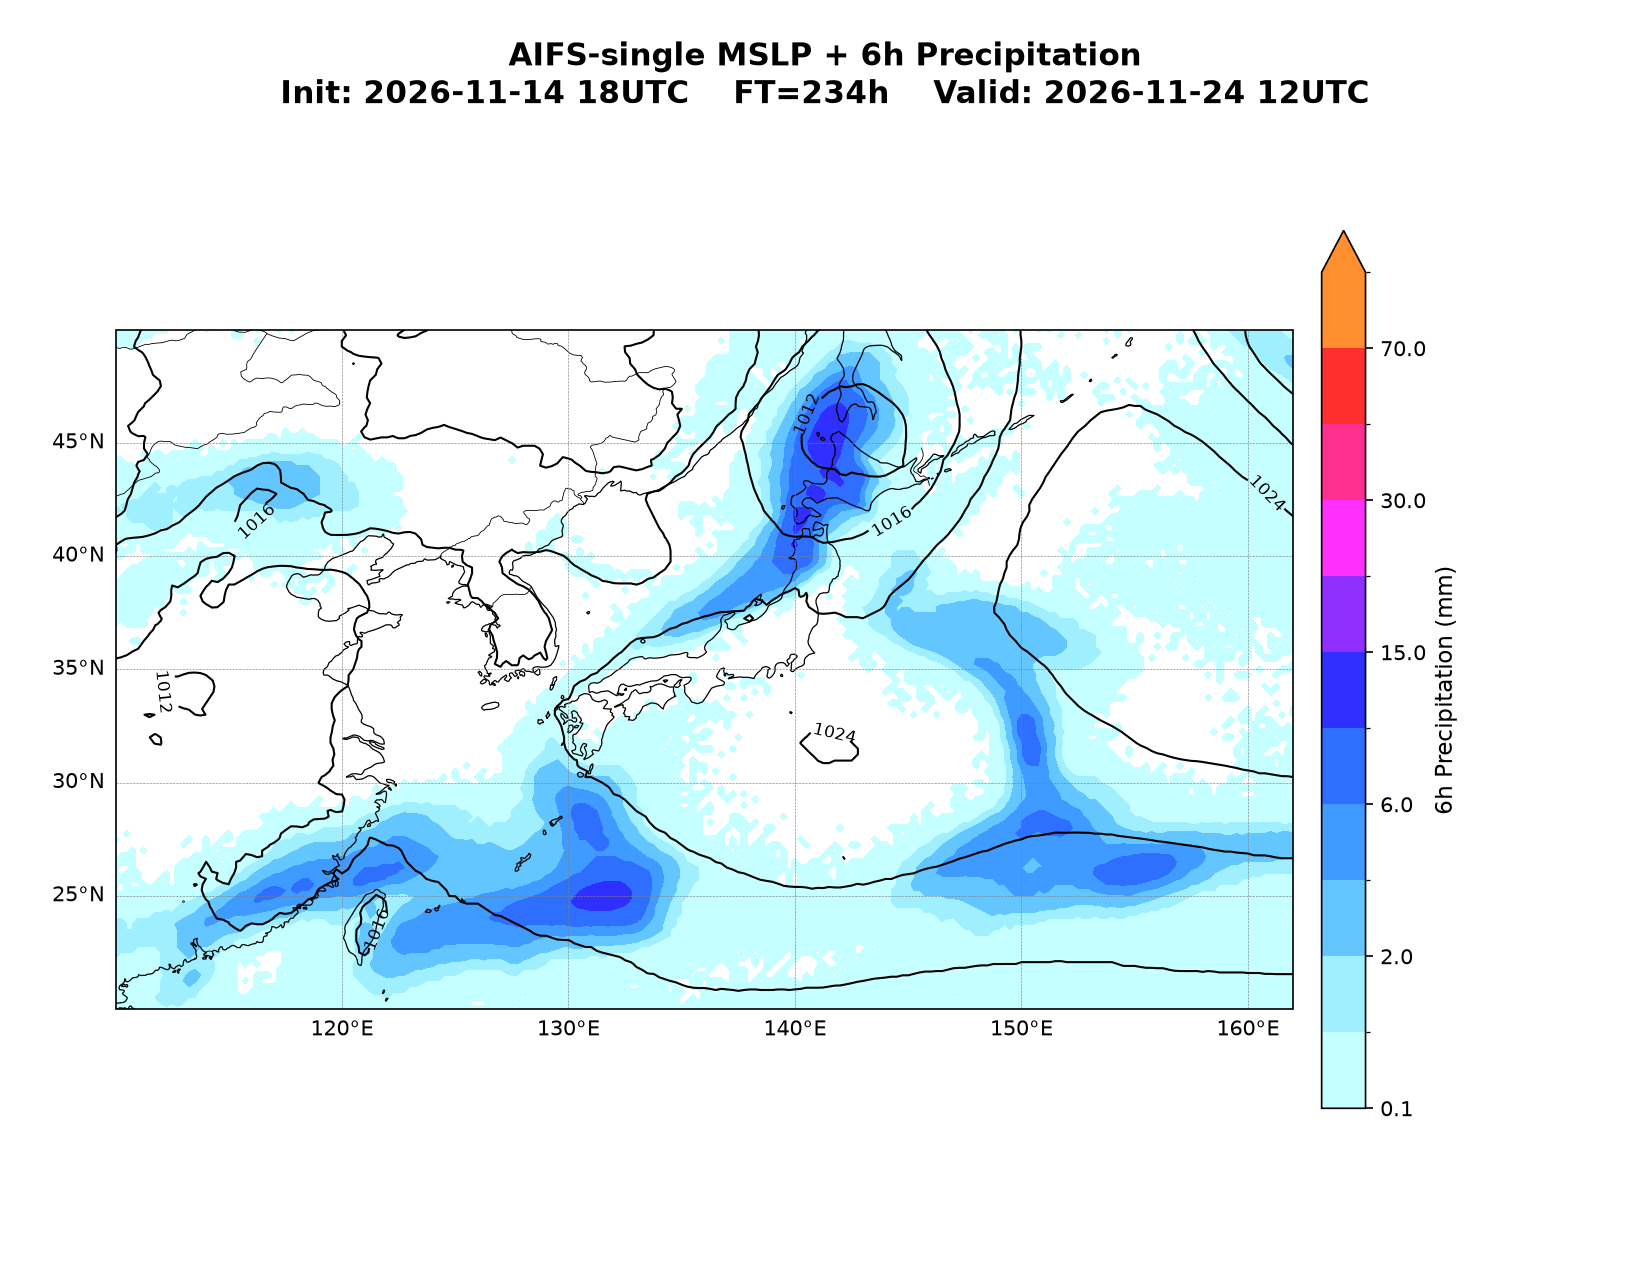 AIFS-single MSLP + 6h Precipitation
Init: 2026-11-14 18UTC    FT=234h    Valid: 2026-11-24 12UTC
45°N
40°N
35°N
30°N
25°N
120°E
130°E
140°E
150°E
160°E
1012
1016
1016
1012
1024
1024
1016
70.0
30.0
15.0
6.0
2.0
0.1
6h Precipitation (mm)